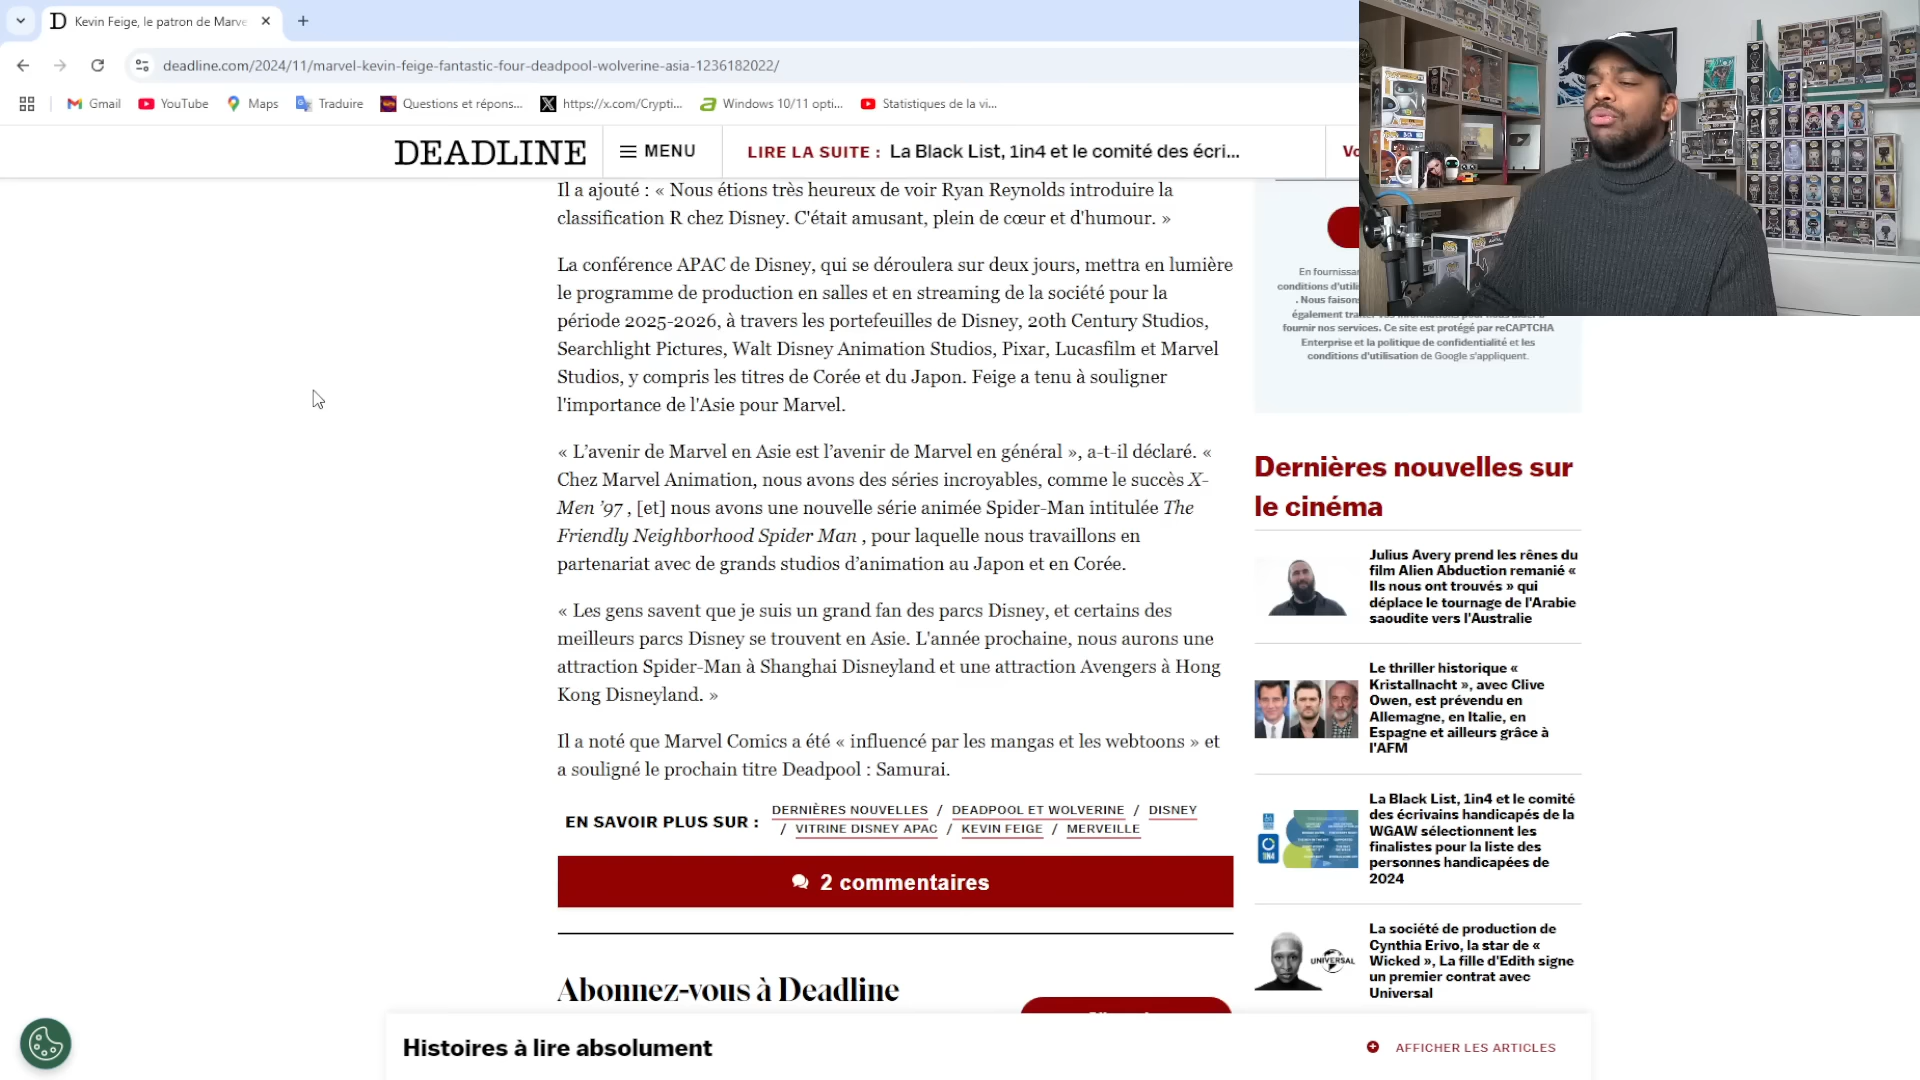 Kevin Feige, le patron de Marve
deadline.com/2024/11/marvel-kevin-feige-fantastic-four-deadpool-wolverine-asia-1236182022/
Gmail
YouTube
Maps
Traduire
Questions et répons...
https://x.com/Crypti...
Windows 10/11 opti...
Statistiques de la vi...
DEADLINE
MENU
LIRE LA SUITE : La Black List, 1in4 et le comité des écri...
Il a ajouté : « Nous étions très heureux de voir Ryan Reynolds introduire la
classification R chez Disney. C'était amusant, plein de cœur et d'humour. »
La conférence APAC de Disney, qui se déroulera sur deux jours, mettra en lumière
le programme de production en salles et en streaming de la société pour la
période 2025-2026, à travers les portefeuilles de Disney, 20th Century Studios,
Searchlight Pictures, Walt Disney Animation Studios, Pixar, Lucasfilm et Marvel
Studios, y compris les titres de Corée et du Japon. Feige a tenu à souligner
l'importance de l'Asie pour Marvel.
« L’avenir de Marvel en Asie est l’avenir de Marvel en général », a-t-il déclaré. «
Chez Marvel Animation, nous avons des séries incroyables, comme le succès X-
Men ’97 , [et] nous avons une nouvelle série animée Spider-Man intitulée The
Friendly Neighborhood Spider Man , pour laquelle nous travaillons en
partenariat avec de grands studios d’animation au Japon et en Corée.
« Les gens savent que je suis un grand fan des parcs Disney, et certains des
meilleurs parcs Disney se trouvent en Asie. L'année prochaine, nous aurons une
attraction Spider-Man à Shanghai Disneyland et une attraction Avengers à Hong
Kong Disneyland. »
Il a noté que Marvel Comics a été « influencé par les mangas et les webtoons » et
a souligné le prochain titre Deadpool : Samurai.
EN SAVOIR PLUS SUR :
DERNIÈRES NOUVELLES / DEADPOOL ET WOLVERINE / DISNEY
/ VITRINE DISNEY APAC / KEVIN FEIGE / MERVEILLE
2 commentaires
Abonnez-vous à Deadline
En
conditions
. Nous
également
fournir nos services. Ce site est protégé par reCAPTCHA
Enterprise et la politique de confidentialité et les
conditions d'utilisation de Google s'appliquent.
Dernières nouvelles sur
le cinéma
Julius Avery prend les rênes du
film Alien Abduction remanié «
Ils nous ont trouvés » qui
déplace le tournage de l'Arabie
saoudite vers l'Australie
Le thriller historique «
Kristallnacht », avec Clive
Owen, est prévendu en
Allemagne, en Italie, en
Espagne et ailleurs grâce à
l'AFM
1IN4
La Black List, 1in4 et le comité
des écrivains handicapés de la
WGAW sélectionnent les
finalistes pour la liste des
personnes handicapées de
2024
UNIVERSAL
La société de production de
Cynthia Erivo, la star de «
Wicked », La fille d'Edith signe
un premier contrat avec
Universal
Histoires à lire absolument
AFFICHER LES ARTICLES